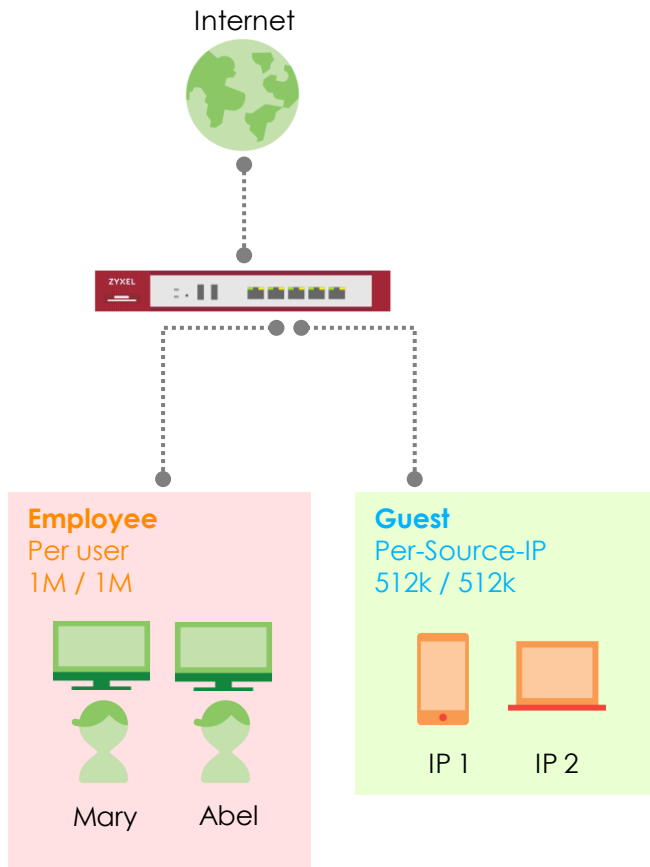 Internet
ZYXEL
Employee
Per user
1M / 1M
Mary
Abel
Guest
Per-Source-IP
512k / 512k
IP 1
IP 2